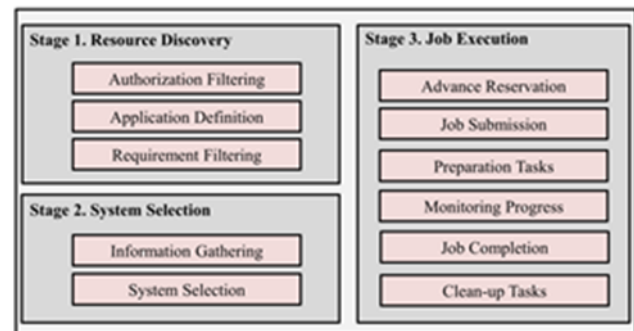 Stage 1. Resource Discovery
Authorization Filtering
Application Definition
Requirement Filtering
Stage 2. System Selection
Information Gathering
System Selection
Stage 3. Job Execution
Advance Reservation
Job Submission
Preparation Tasks
Monitoring Progress
Job Completion
Clean-up Tasks